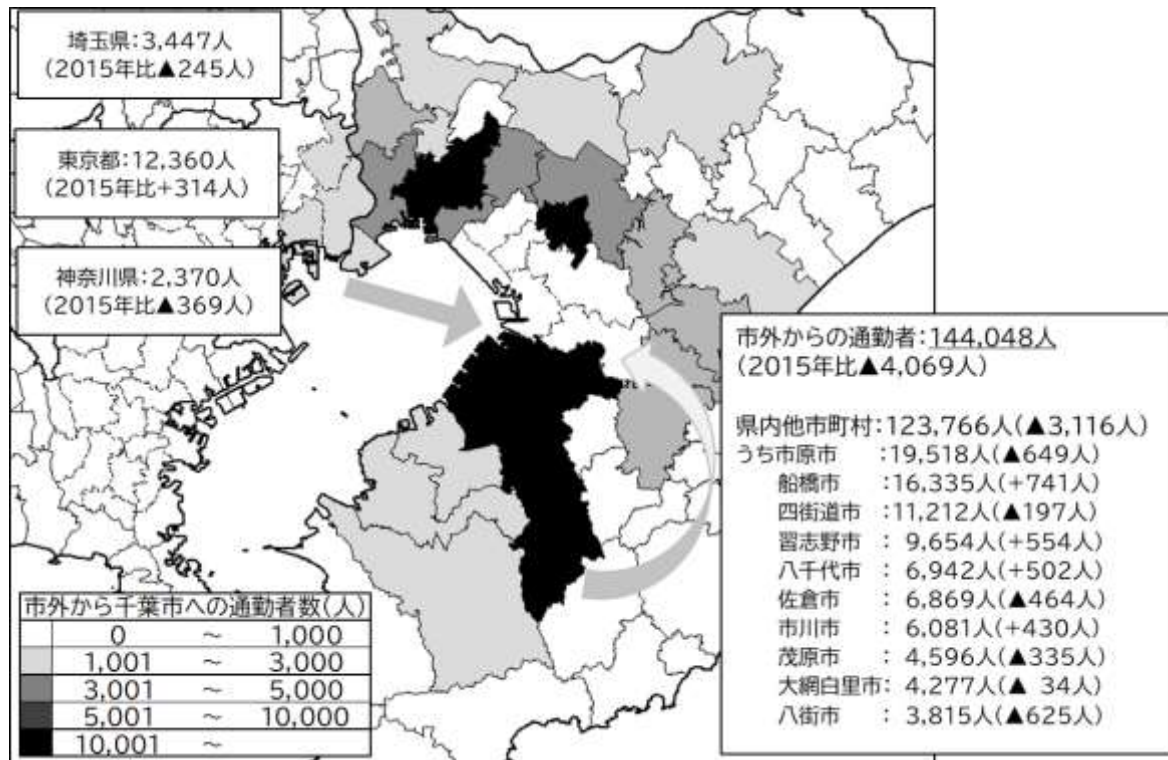 埼玉県:3,447人
(2015年比▲245人)
東京都:12,360人
(2015年比+314人)
神奈川県:2,370人
(2015年比▲369人)
市外からの通勤者:144,048人
(2015年比▲4,069人)
県内他市町村:123,766人(▲3,116人)
うち市原市 :19,518人(▲649人)
船橋市 :16,335人(+741人)
四街道市 :11,212人(▲197人)
習志野市 : 9,654人(+554人)
八千代市 : 6,942人(+502人)
佐倉市 : 6,869人(▲464人)
市川市 : 6,081人(+430人)
茂原市 : 4,596人(▲335人)
大網白里市: 4,277人(▲ 34人)
八街市 : 3,815人(▲625人)
市外から千葉市への通勤者数(人)
0 ~ 1,000
1,001 ~ 3,000
3,001 ~ 5,000
5,001 ~ 10,000
10,001 ~